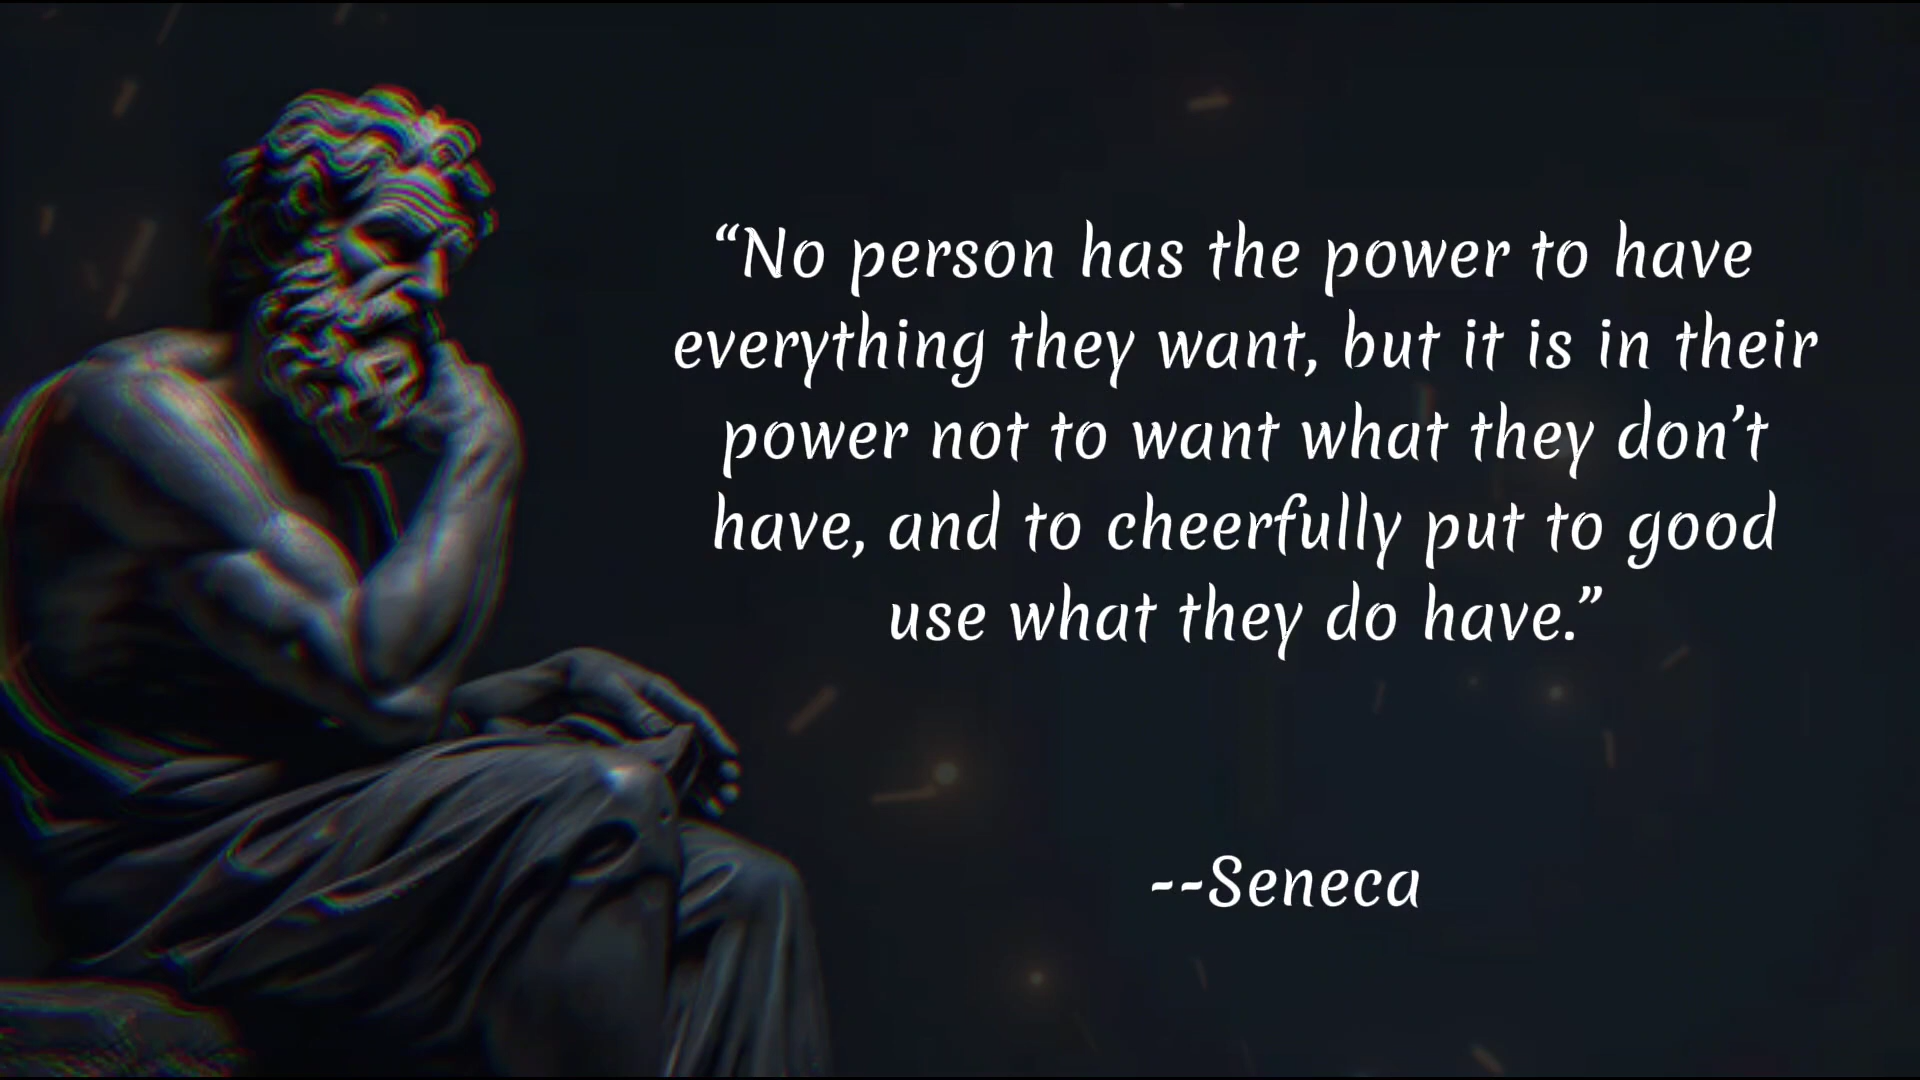 “No person has the power to have
everything they want, but it is in their
power not to want what they don’t
have, and to cheerfully put to good
use what they do have.”
--Seneca